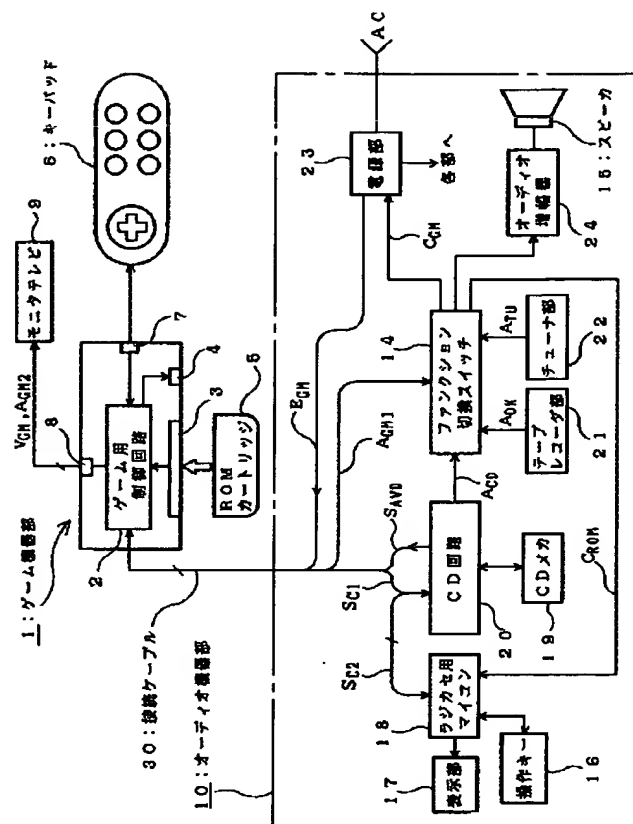 1：ゲーム機器部
8
VGM，AGM2
モニタテレビ
9
6：キーパッド
2
ゲーム用
制御回路
7
4
3
ROM
カートリッジ
5
30：接続ケーブル
10：オーディオ機器部
EGM
AGM1
AC
23
電源部
各部へ
CGM
SC2
SC1
SAVD
14
ファンクション
切換スイッチ
オーディオ
増幅器
24
15：スピーカ
18
ラジカセ用
マイコン
CD回路
20
ACD
ADK
ATU
17
表示部
操作キー
16
CDメカ
19
テープ
レコーダ部
21
チューナ部
22
CROM